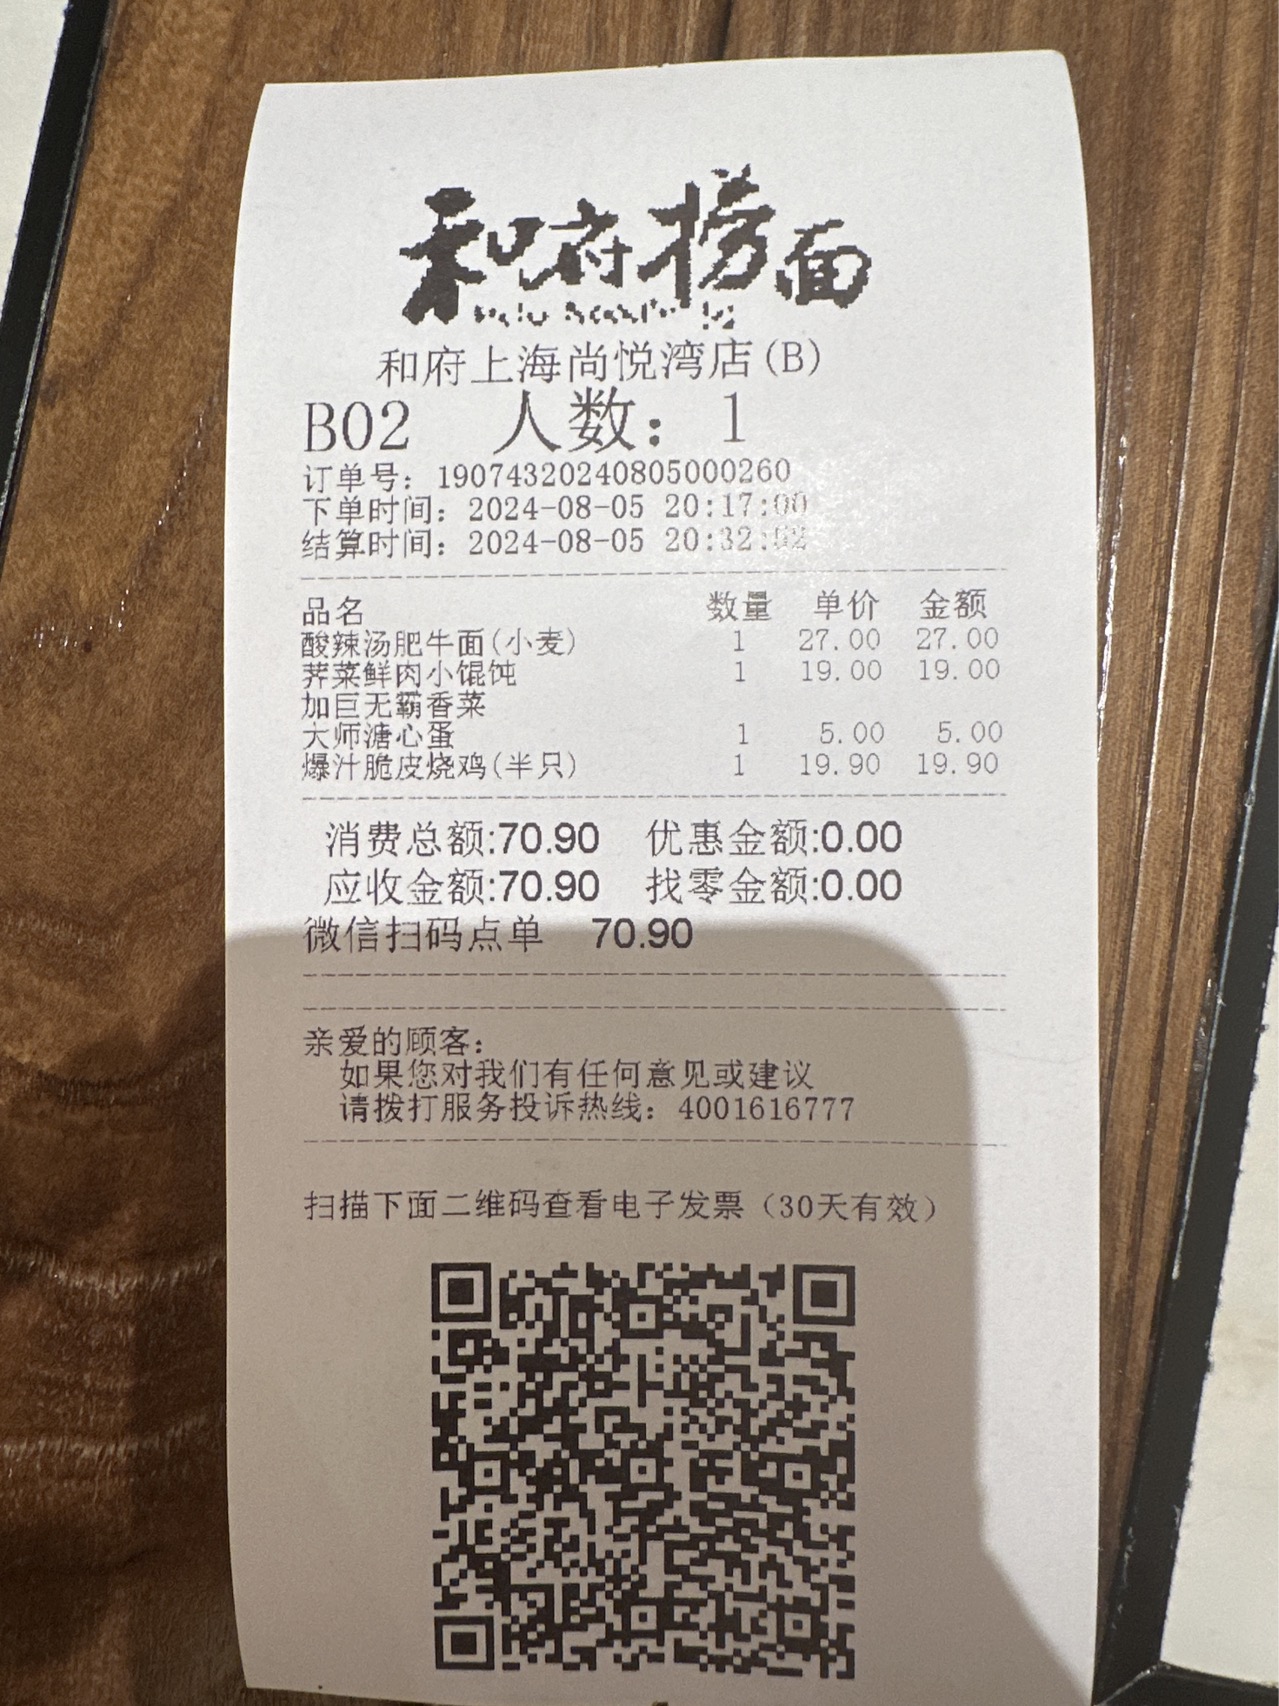 和府捞面
和府上海尚悦湾店(B)
B02 人数：1
订单号：19074320240805000260
下单时间：2024-08-05 20:17:00
结算时间：2024-08-05 20:32:52
品名 数量 单价 金额
酸辣汤肥牛面(小麦) 1 27.00 27.00
荠菜鲜肉小馄饨 1 19.00 19.00
加巨无霸香菜
大师溏心蛋 1 5.00 5.00
爆汁脆皮烧鸡(半只) 1 19.90 19.90
消费总额:70.90 优惠金额:0.00
应收金额:70.90 找零金额:0.00
微信扫码点单 70.90
亲爱的顾客：
如果您对我们有任何意见或建议
请拨打服务投诉热线：4001616777
扫描下面二维码查看电子发票（30天有效）